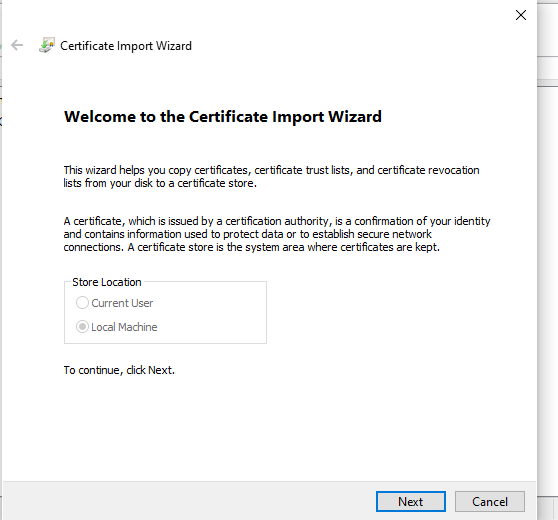 Certificate Import Wizard
Welcome to the Certificate Import Wizard
This wizard helps you copy certificates, certificate trust lists, and certificate revocation
lists from your disk to a certificate store.
A certificate, which is issued by a certification authority, is a confirmation of your identity
and contains information used to protect data or to establish secure network
connections. A certificate store is the system area where certificates are kept.
Store Location
Current User
Local Machine
To continue, click Next.
Next
Cancel